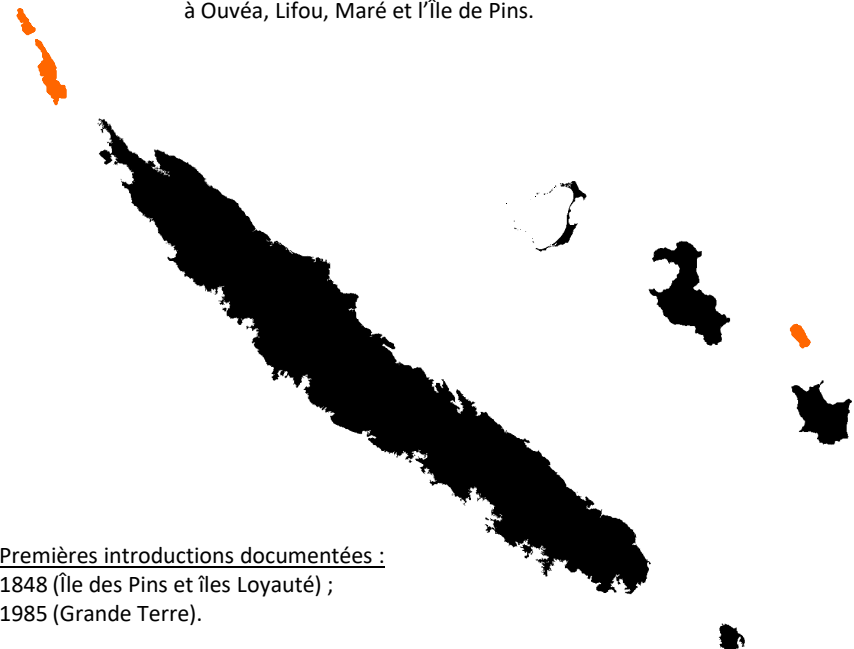 à Ouvéa, Lifou, Maré et l’Île de Pins.
Premières introductions documentées :
1848 (Île des Pins et îles Loyauté) ;
1985 (Grande Terre).